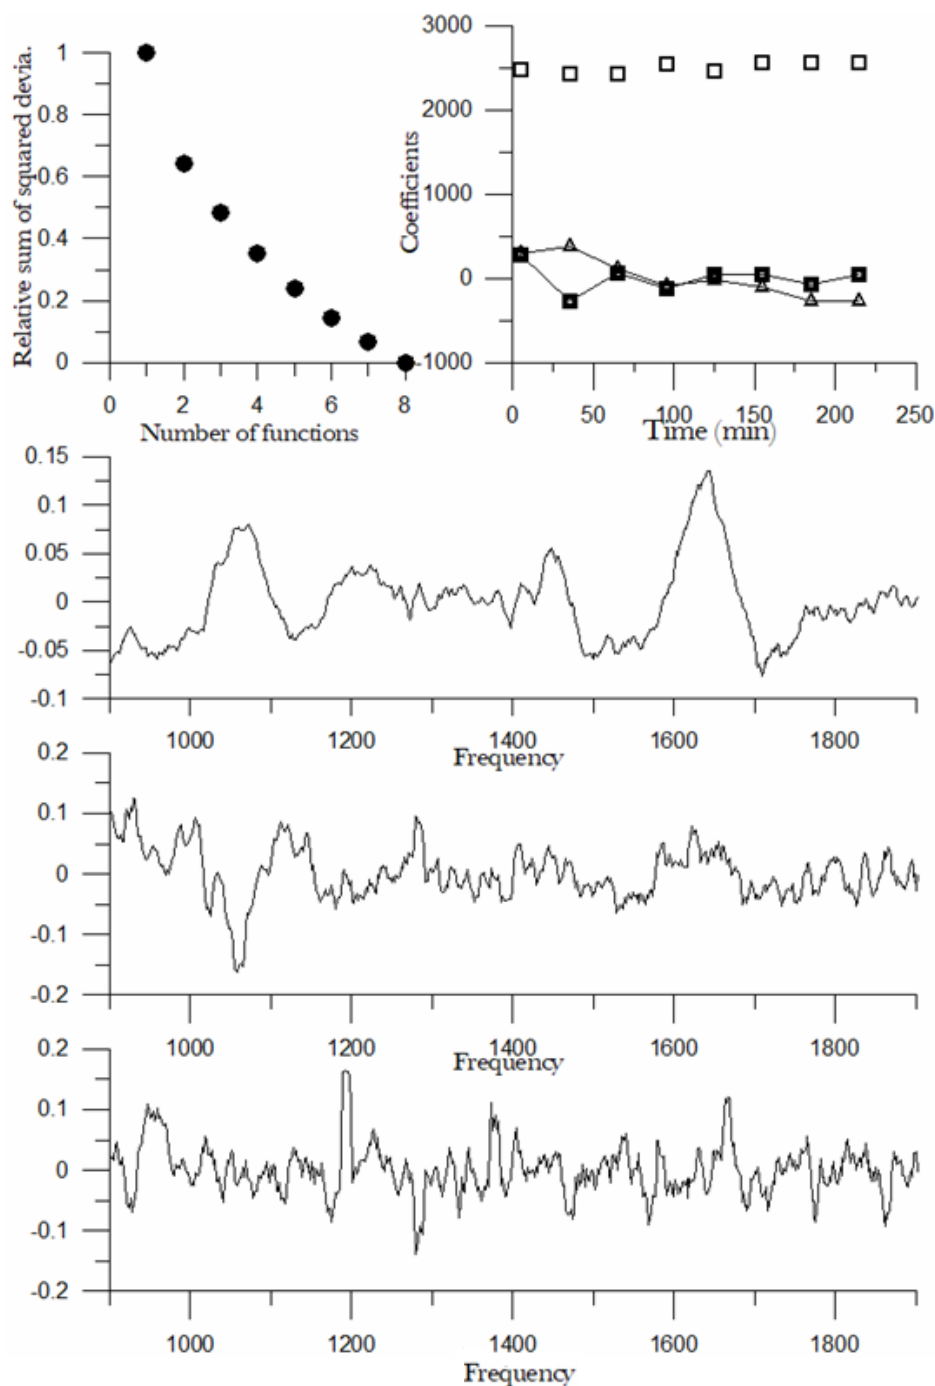 Relative sum of squared devia.
1
0.8
0.6
0.4
0.2
0
0 2 4 6 8
Number of functions
Coefficients
3000
2000
1000
0
-1000
0 50 100 150 200 250
Time (min)
0.15
0.1
0.05
0
-0.05
-0.1
1000 1200 1400 1600 1800
Frequency
0.2
0.1
0
-0.1
-0.2
1000 1200 1400 1600 1800
Frequency
0.2
0.1
0
-0.1
-0.2
1000 1200 1400 1600 1800
Frequency